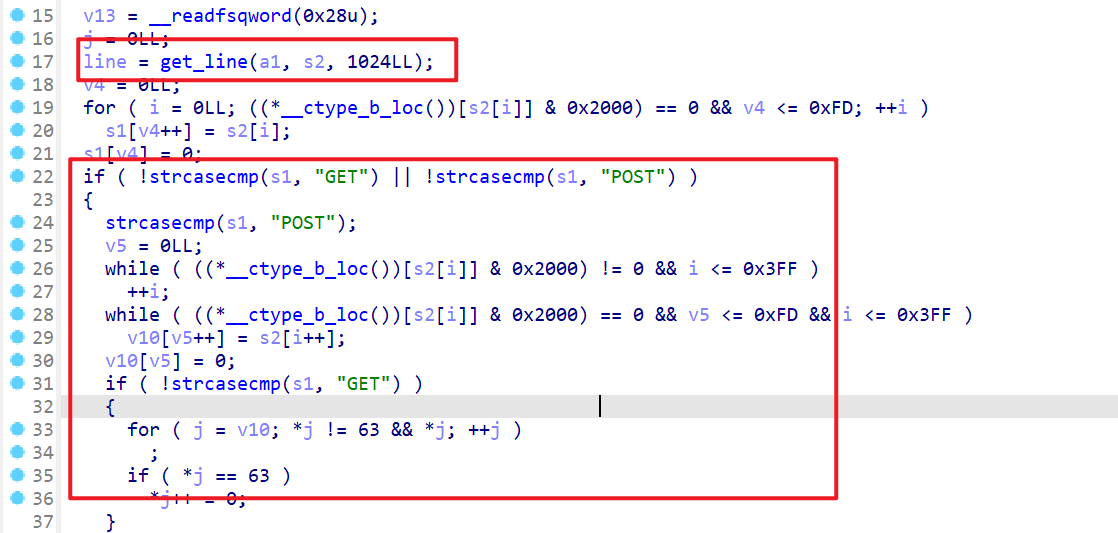 15 v13 = __readfsqword(0x28u);
16 j = 0LL;
17 line = get_line(a1, s2, 1024LL);
18 v4 = 0LL;
19 for ( i = 0LL; ((*__ctype_b_loc())[s2[i]] & 0x2000) == 0 && v4 <= 0xFD; ++i )
20 s1[v4++] = s2[i];
21 s1[v4] = 0;
22 if ( !strcasecmp(s1, "GET") || !strcasecmp(s1, "POST") )
23 {
24 strcasecmp(s1, "POST");
25 v5 = 0LL;
26 while ( ((*__ctype_b_loc())[s2[i]] & 0x2000) != 0 && i <= 0x3FF )
27 ++i;
28 while ( ((*__ctype_b_loc())[s2[i]] & 0x2000) == 0 && v5 <= 0xFD && i <= 0x3FF )
29 v10[v5++] = s2[i++];
30 v10[v5] = 0;
31 if ( !strcasecmp(s1, "GET") )
32 {
33 for ( j = v10; *j != 63 && *j; ++j )
34 ;
35 if ( *j == 63 )
36 *j++ = 0;
37 }